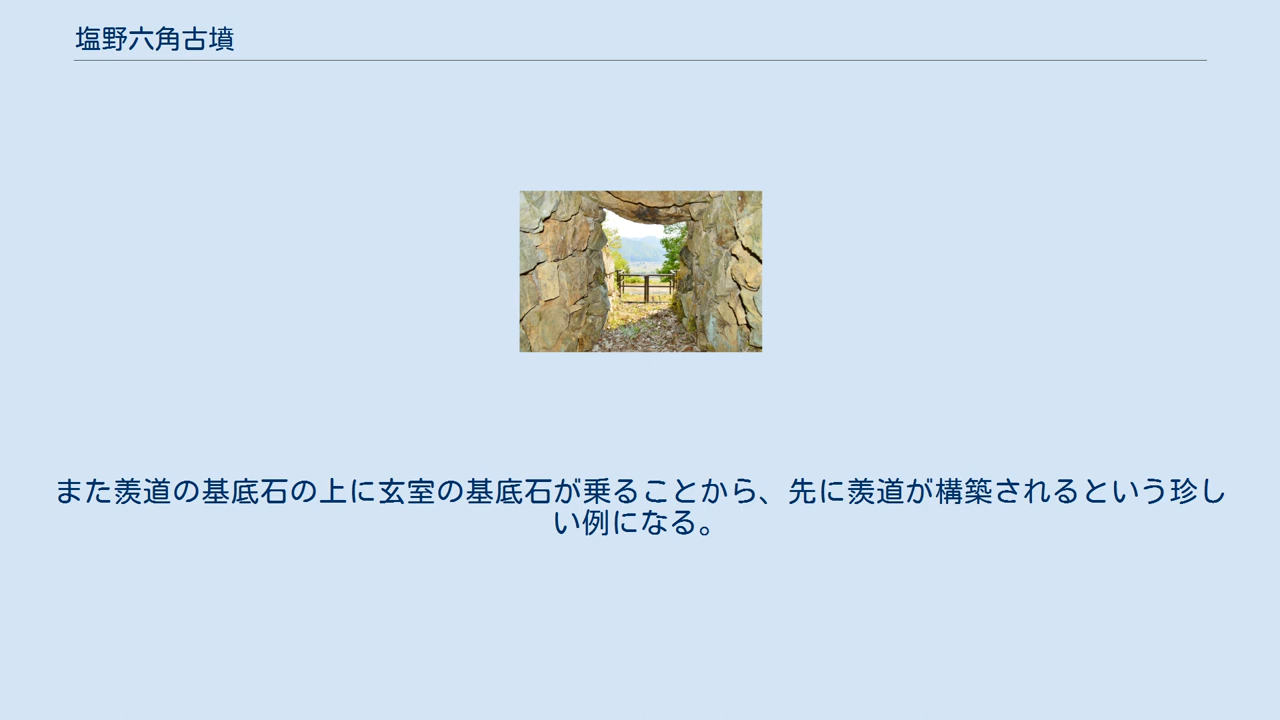 塩野六角古墳
また羨道の基底石の上に玄室の基底石が乗ることから、先に羨道が構築されるという珍し
い例になる。